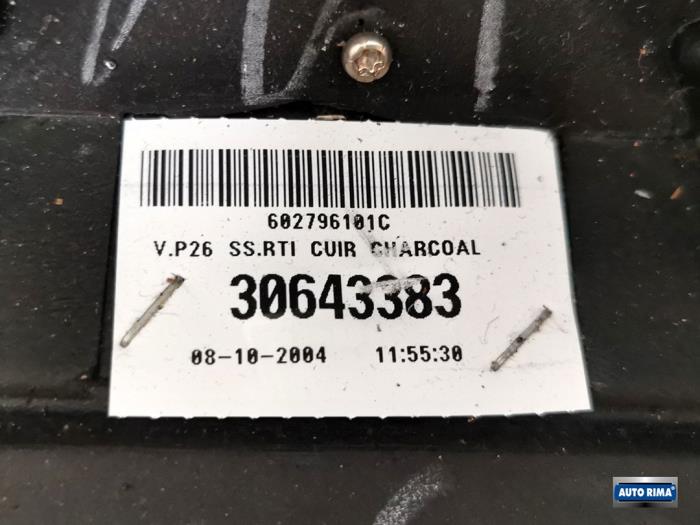 602796101C
V.P26 SS.RTI CUIR CHARCOAL
30643383
08-10-2004 11:55:30
AUTO RIMA